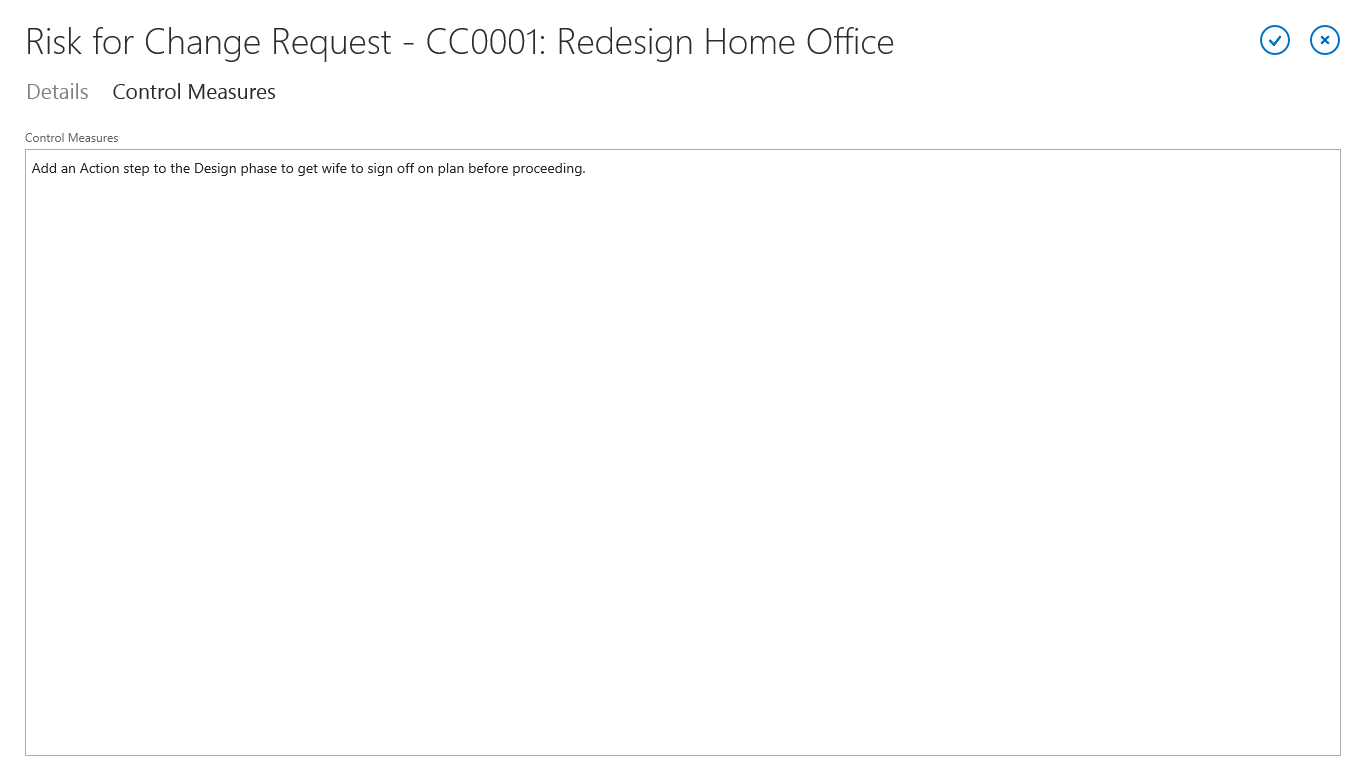 Risk for Change Request - CC0001: Redesign Home Office
Details Control Measures
Control Measures
Add an Action step to the Design phase to get wife to sign off on plan before proceeding.